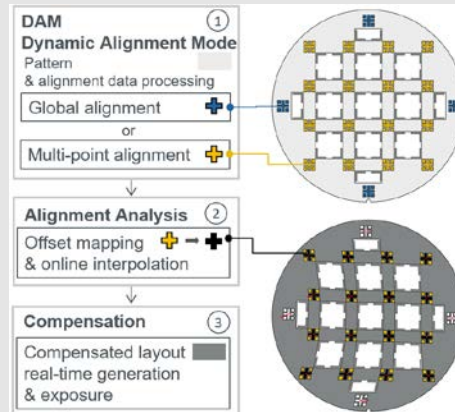 DAM ①
Dynamic Alignment Mode
Pattern
& alignment data processing
Global alignment
or
Multi-point alignment
Alignment Analysis ②
Offset mapping
& online interpolation
Compensation ③
Compensated layout
real-time generation
& exposure